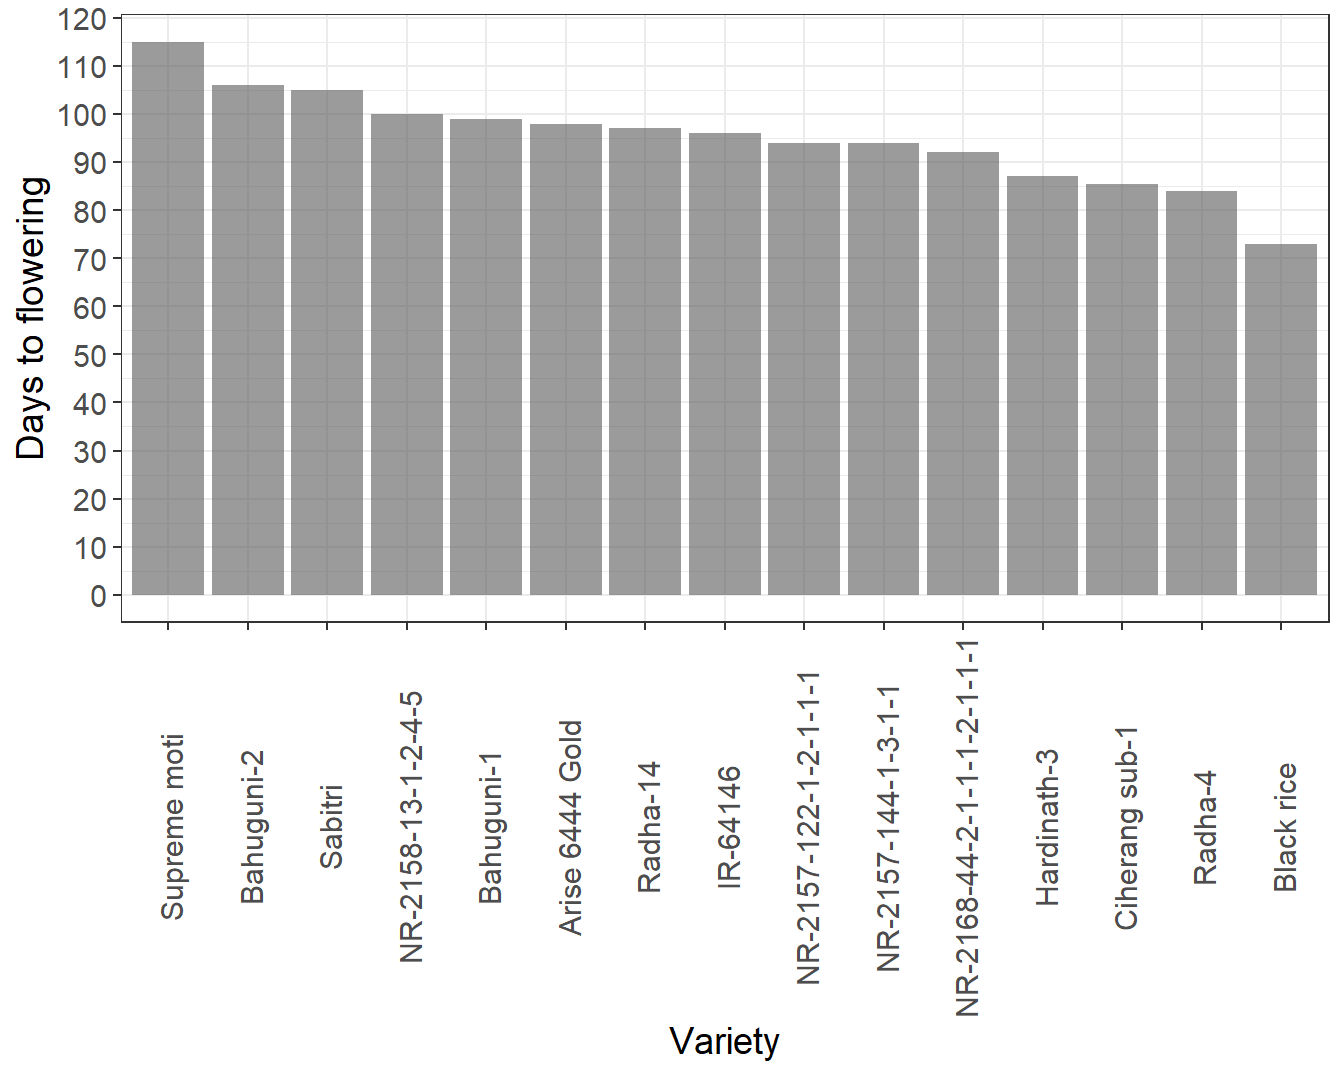 Days to flowering
120
110
100
90
80
70
60
50
40
30
20
10
0
Supreme moti
Bahuguni-2
Sabitri
NR-2158-13-1-2-4-5
Bahuguni-1
Arise 6444 Gold
Radha-14
IR-64146
NR-2157-122-1-2-1-1-1
NR-2157-144-1-3-1-1
NR-2168-44-2-1-1-1-2-1-1-1
Hardinath-3
Ciherang sub-1
Radha-4
Black rice
Variety